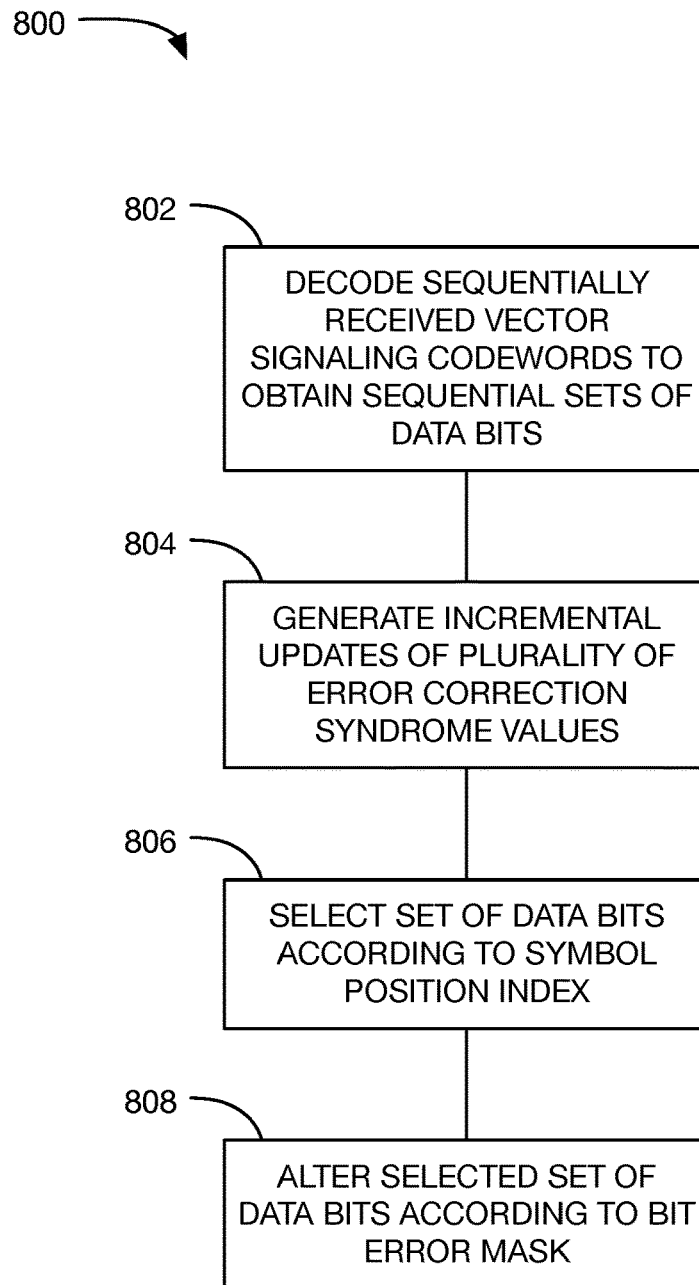 800
802
DECODE SEQUENTIALLY
RECEIVED VECTOR
SIGNALING CODEWORDS TO
OBTAIN SEQUENTIAL SETS OF
DATA BITS
804
GENERATE INCREMENTAL
UPDATES OF PLURALITY OF
ERROR CORRECTION
SYNDROME VALUES
806
SELECT SET OF DATA BITS
ACCORDING TO SYMBOL
POSITION INDEX
808
ALTER SELECTED SET OF
DATA BITS ACCORDING TO BIT
ERROR MASK